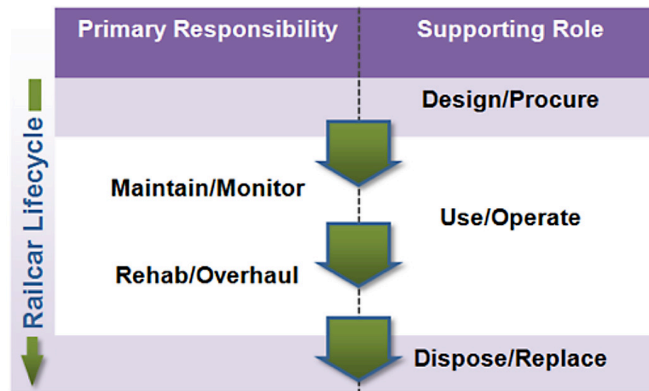 Primary Responsibility
Supporting Role
Railcar Lifecycle
Design/Procure
Maintain/Monitor
Use/Operate
Rehab/Overhaul
Dispose/Replace